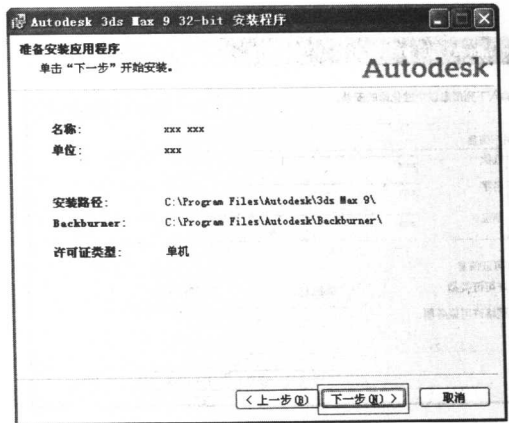 Autodesk 3ds Max 9 32-bit 安装程序
准备安装应用程序
单击“下一步”开始安装。
Autodesk
名称: xxx xxx
单位: xxx
安装路径: C:\Program Files\Autodesk\3ds Max 9\
Backburner: C:\Program Files\Autodesk\Backburner\
许可证类型: 单机
< 上一步(B) 下一步(N) > 取消